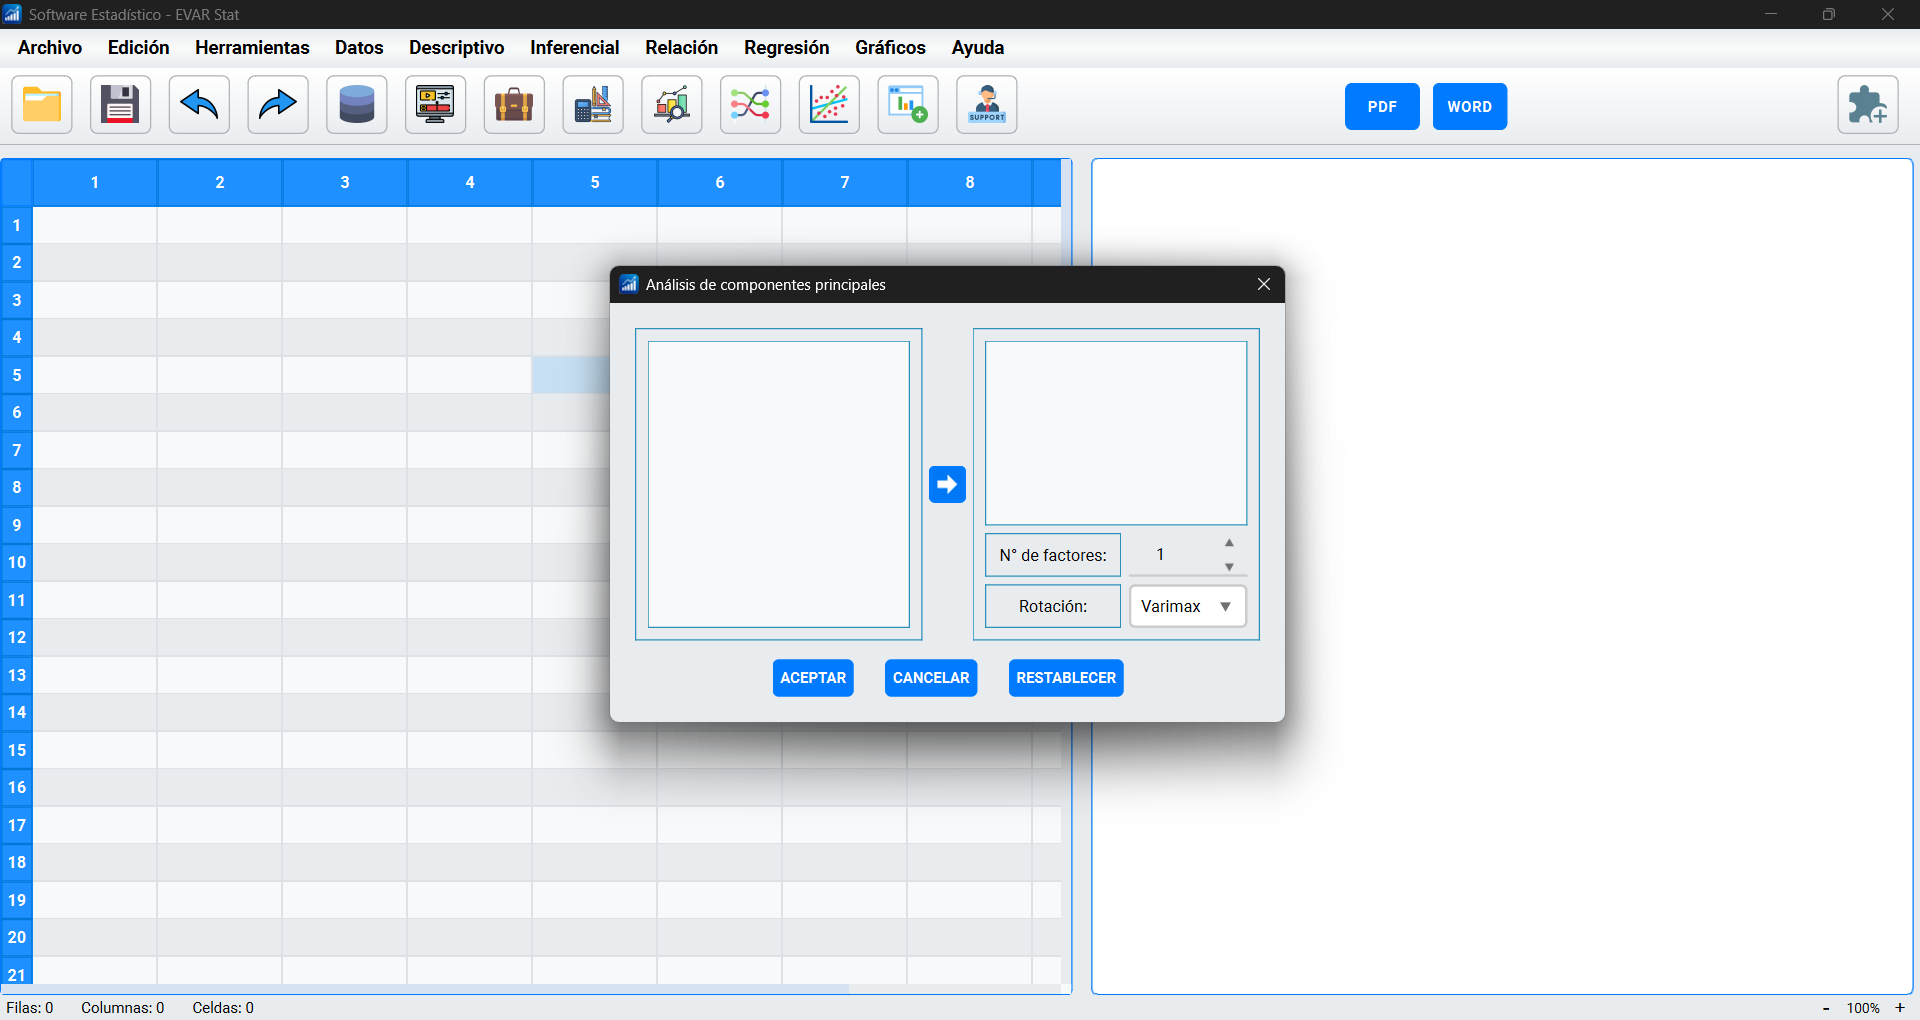 Software Estadístico - EVAR Stat
Archivo Edición Herramientas Datos Descriptivo Inferencial Relación Regresión Gráficos Ayuda
SUPPORT
PDF WORD
1 2 3 4 5 6 7 8
1
2
3
4
5
6
7
8
9
10
11
12
13
14
15
16
17
18
19
20
21
Análisis de componentes principales
N° de factores: 1
Rotación: Varimax
ACEPTAR CANCELAR RESTABLECER
Filas: 0 Columnas: 0 Celdas: 0 - 100% +